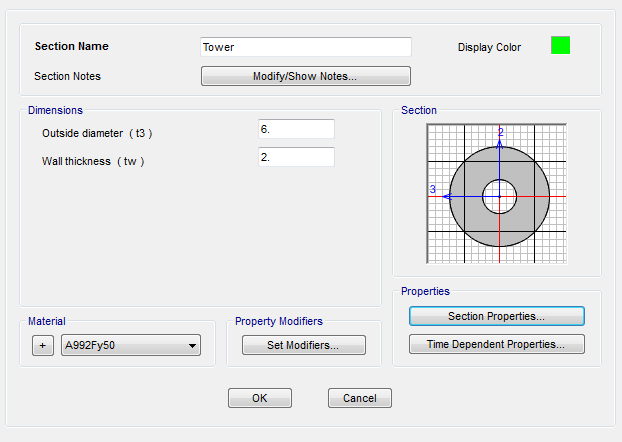 Section Name Tower Display Color
Section Notes Modify/Show Notes...
Dimensions
Outside diameter ( t3 ) 6.
Wall thickness ( tw ) 2.
Section
2
3
Properties
Section Properties...
Time Dependent Properties...
Material
+ A992Fy50
Property Modifiers
Set Modifiers...
OK Cancel